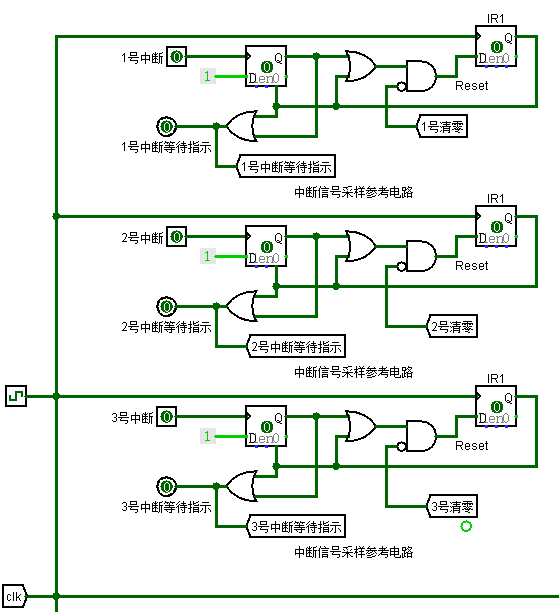 IR1
1号中断
Q
0
D en0
1
Q
0
D en0
Reset
0
1号清零
1号中断等待指示
1号中断等待指示
中断信号采样参考电路
IR1
2号中断
Q
0
D en0
1
Q
0
D en0
Reset
0
2号清零
2号中断等待指示
2号中断等待指示
中断信号采样参考电路
IR1
3号中断
Q
0
D en0
1
Q
0
D en0
Reset
0
3号清零
3号中断等待指示
3号中断等待指示
中断信号采样参考电路
clk